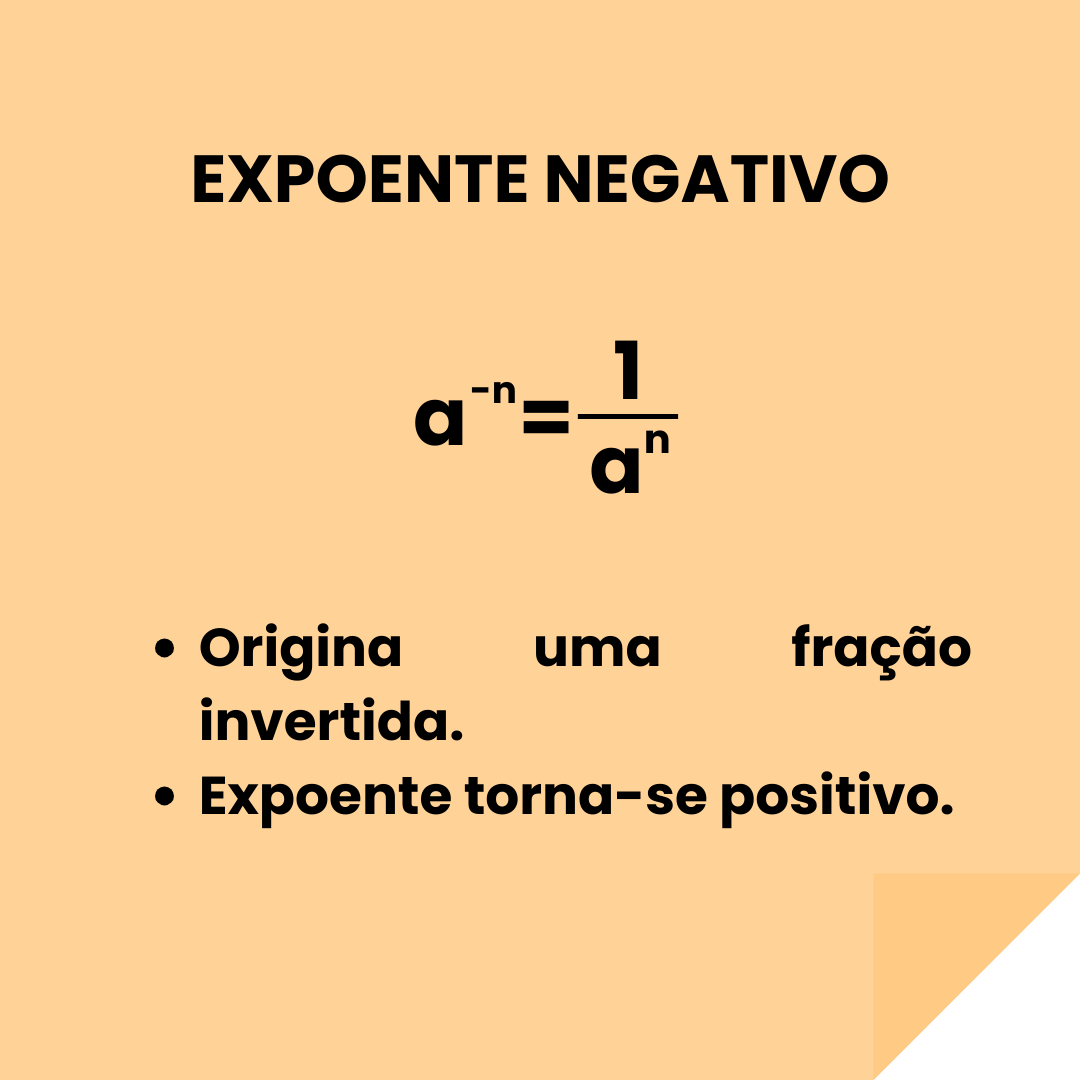 EXPOENTE NEGATIVO
a⁻ⁿ = 1/aⁿ
• Origina uma fração
invertida.
• Expoente torna-se positivo.